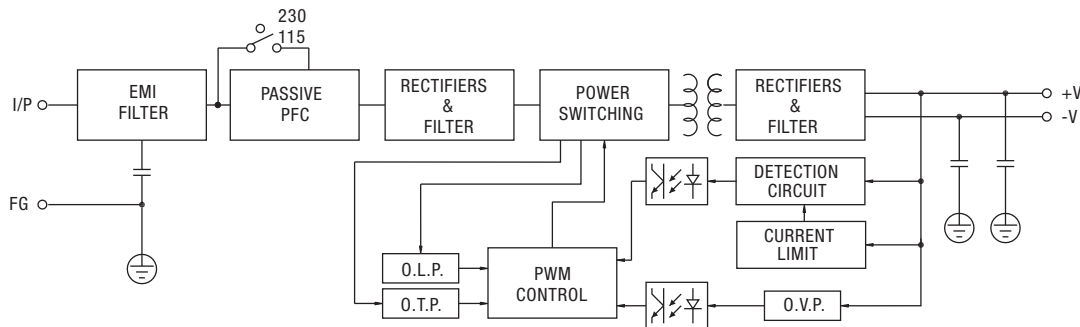 230
115
I/P
EMI
FILTER
PASSIVE
PFC
RECTIFIERS
&
FILTER
POWER
SWITCHING
RECTIFIERS
&
FILTER
+V
-V
FG
DETECTION
CIRCUIT
CURRENT
LIMIT
O.L.P.
O.T.P.
PWM
CONTROL
O.V.P.